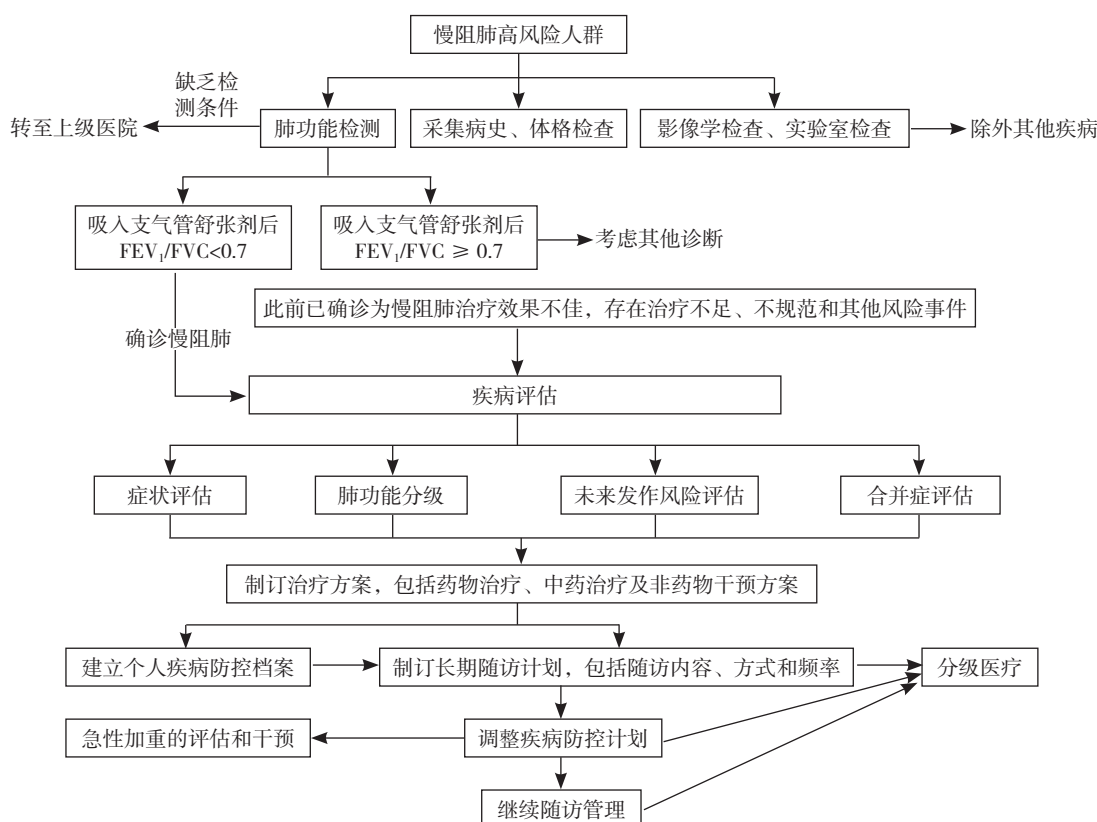 慢阻肺高风险人群
缺乏检
测条件
转至上级医院
肺功能检测
采集病史、体格检查
影像学检查、实验室检查
除外其他疾病
吸入支气管舒张剂后
FEV₁/FVC<0.7
吸入支气管舒张剂后
FEV₁/FVC ≥ 0.7
考虑其他诊断
此前已确诊为慢阻肺治疗效果不佳，存在治疗不足、不规范和其他风险事件
确诊慢阻肺
疾病评估
症状评估
肺功能分级
未来发作风险评估
合并症评估
制订治疗方案，包括药物治疗、中药治疗及非药物干预方案
建立个人疾病防控档案
制订长期随访计划，包括随访内容、方式和频率
分级医疗
急性加重的评估和干预
调整疾病防控计划
继续随访管理